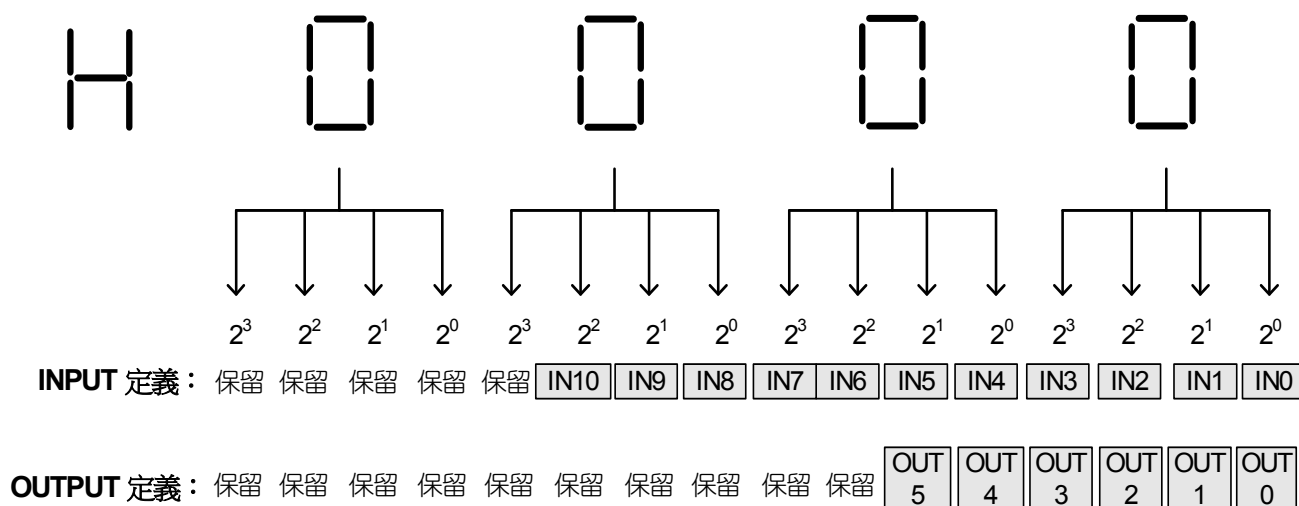 H 0 0 0 0
2³ 2² 2¹ 2⁰ 2³ 2² 2¹ 2⁰ 2³ 2² 2¹ 2⁰ 2³ 2² 2¹ 2⁰
INPUT 定義： 保留 保留 保留 保留 保留 IN10 IN9 IN8 IN7 IN6 IN5 IN4 IN3 IN2 IN1 IN0
OUTPUT 定義： 保留 保留 保留 保留 保留 保留 保留 保留 保留 保留 OUT 5 OUT 4 OUT 3 OUT 2 OUT 1 OUT 0